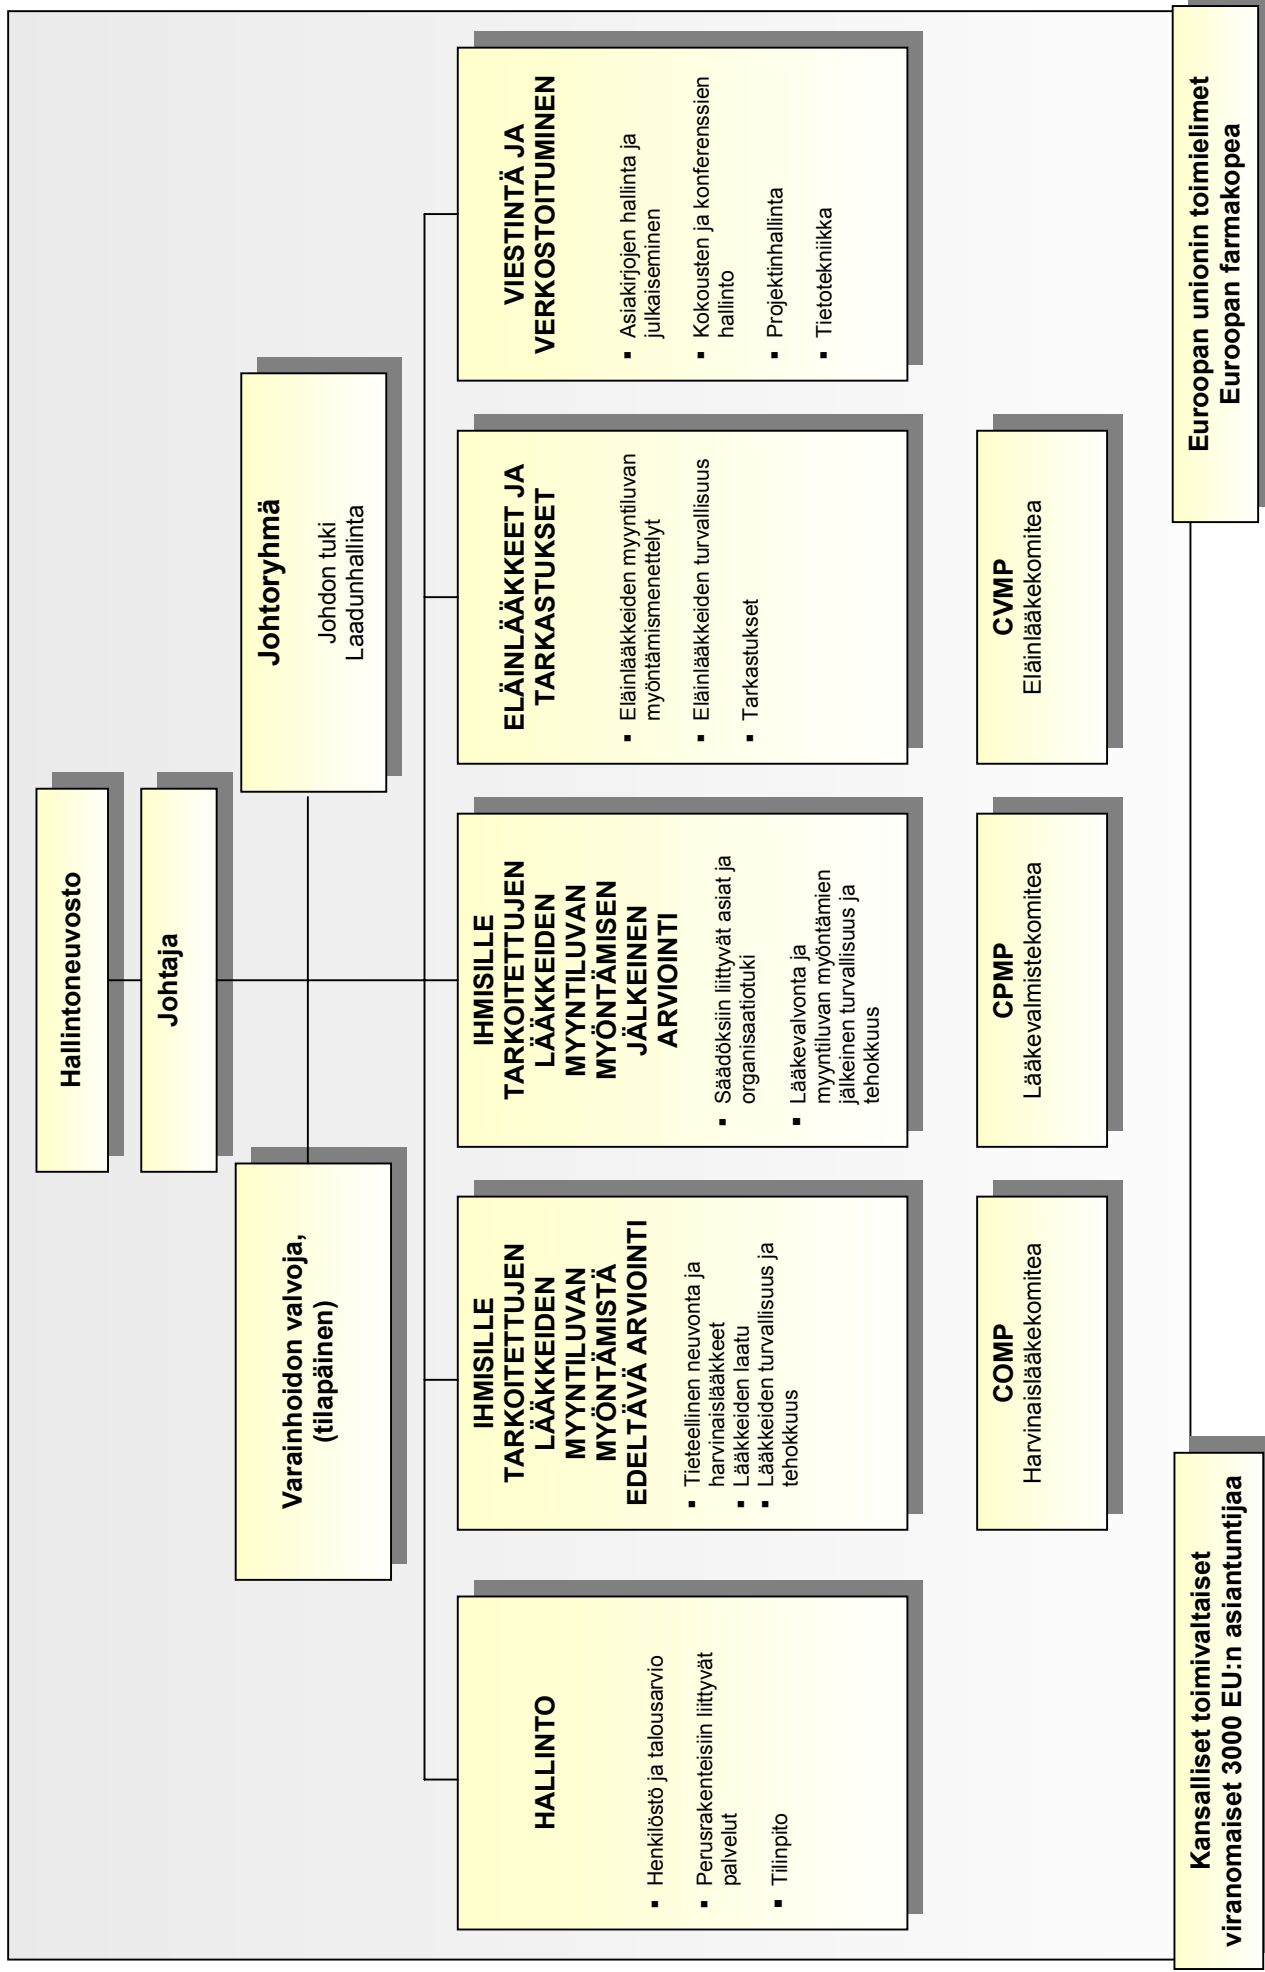 Hallintoneuvosto
Johtaja
Varainhoidon valvoja,
(tilapäinen)
Johtoryhmä
Johdon tuki
Laadunhallinta
HALLINTO
▪ Henkilöstö ja talousarvio
▪ Perusrakenteisiin liittyvät
palvelut
▪ Tilinpito
IHMISILLE
TARKOITETTUJEN
LÄÄKKEIDEN
MYYNTILUVAN
MYÖNTÄMISTÄ
EDELTÄVÄ ARVIOINTI
▪ Tieteellinen neuvonta ja
harvinaislääkkeet
▪ Lääkkeiden laatu
▪ Lääkkeiden turvallisuus ja
tehokkuus
IHMISILLE
TARKOITETTUJEN
LÄÄKKEIDEN
MYYNTILUVAN
MYÖNTÄMISEN
JÄLKEINEN
ARVIOINTI
▪ Säädöksiin liittyvät asiat ja
organisaatiotuki
▪ Lääkevalvonta ja
myyntiluvan myöntämien
jälkeinen turvallisuus ja
tehokkuus
ELÄINLÄÄKKEET JA
TARKASTUKSET
▪ Eläinlääkkeiden myyntiluvan
myöntämismenettelyt
▪ Eläinlääkkeiden turvallisuus
▪ Tarkastukset
VIESTINTÄ JA
VERKOSTOITUMINEN
▪ Asiakirjojen hallinta ja
julkaiseminen
▪ Kokousten ja konferenssien
hallinto
▪ Projektinhallinta
▪ Tietotekniikka
COMP
Harvinaislääkekomitea
CPMP
Lääkevalmistekomitea
CVMP
Eläinlääkekomitea
Kansalliset toimivaltaiset
viranomaiset 3000 EU:n asiantuntijaa
Euroopan unionin toimielimet
Euroopan farmakopea